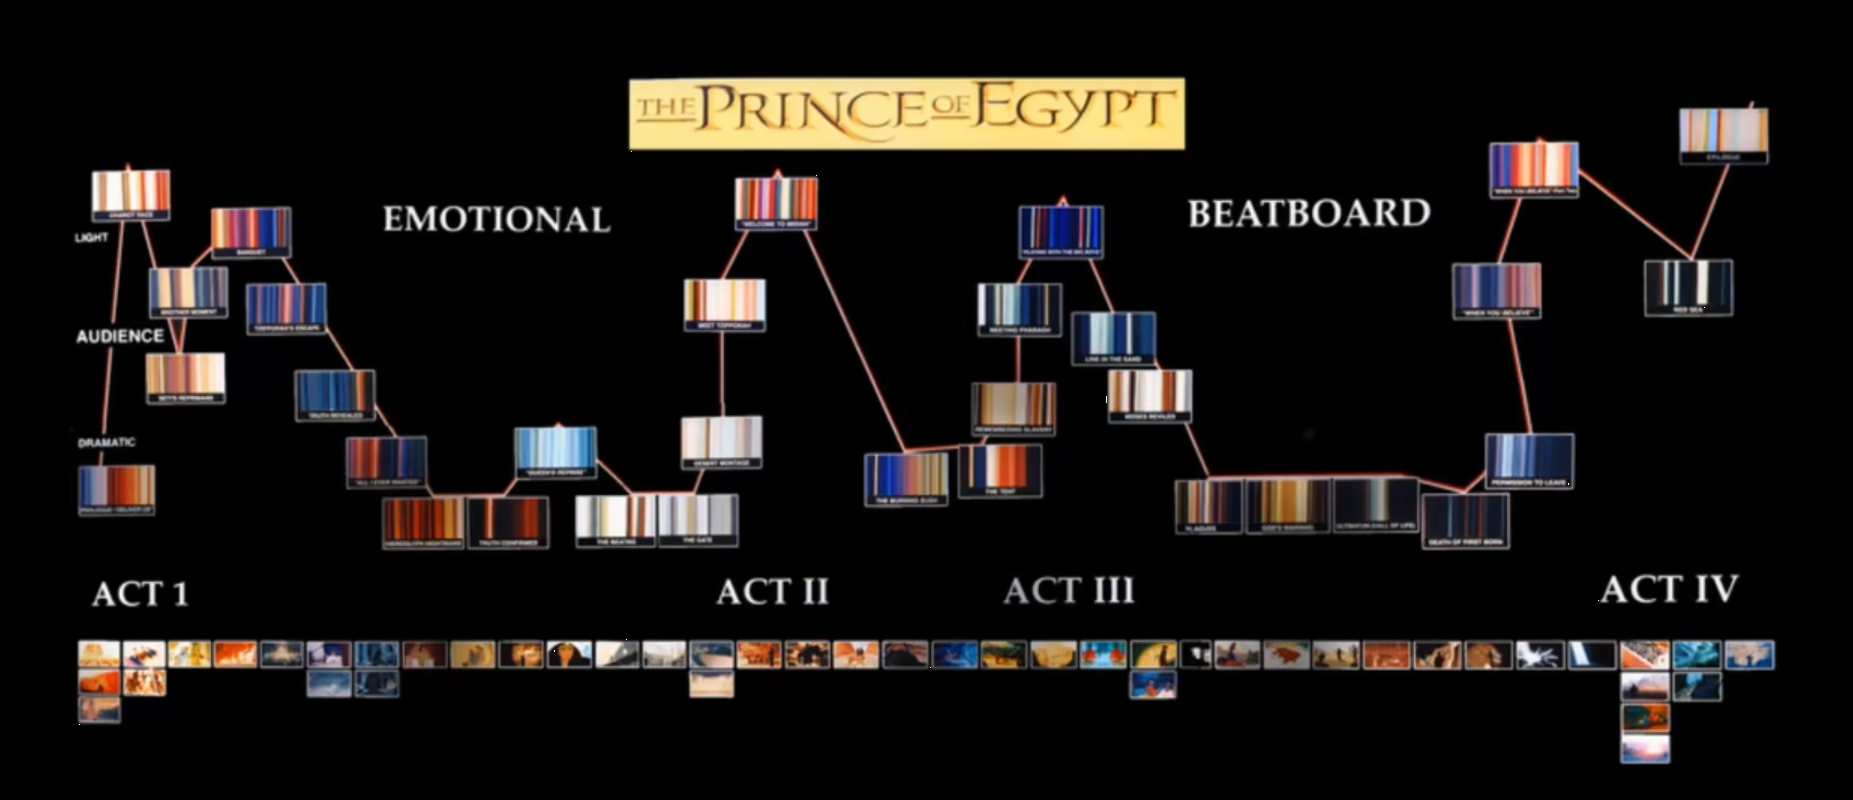 THE PRINCE OF EGYPT
EMOTIONAL
BEATBOARD
LIGHT
AUDIENCE
DRAMATIC
CHARIOT RACE
BROTHER MOMENT
SETI'S REPRIMAND
BANQUET
TZIPPORAH'S ESCAPE
TRUTH REVEALED
"ALL I EVER WANTED"
HIEROGLYPH NIGHTMARE
TRUTH CONFIRMED
"QUEEN'S REPRISE"
THE BEATING
THE GATE
DESERT MONTAGE
MEET TZIPPORAH
"WELCOME TO MIDIAN"
THE BURNING BUSH
THE TENT
REMEMBERING SLAVERY
MEETING PHARAOH
"PLAYING WITH THE BIG BOYS"
LINE IN THE SAND
MOSES REVILED
PLAGUES
GOD'S WARNING
DEATH OF FIRST BORN
PERMISSION TO LEAVE
"WHEN YOU BELIEVE"
"WHEN YOU BELIEVE" Part Two
RED SEA
EPILOGUE
ACT 1
ACT II
ACT III
ACT IV